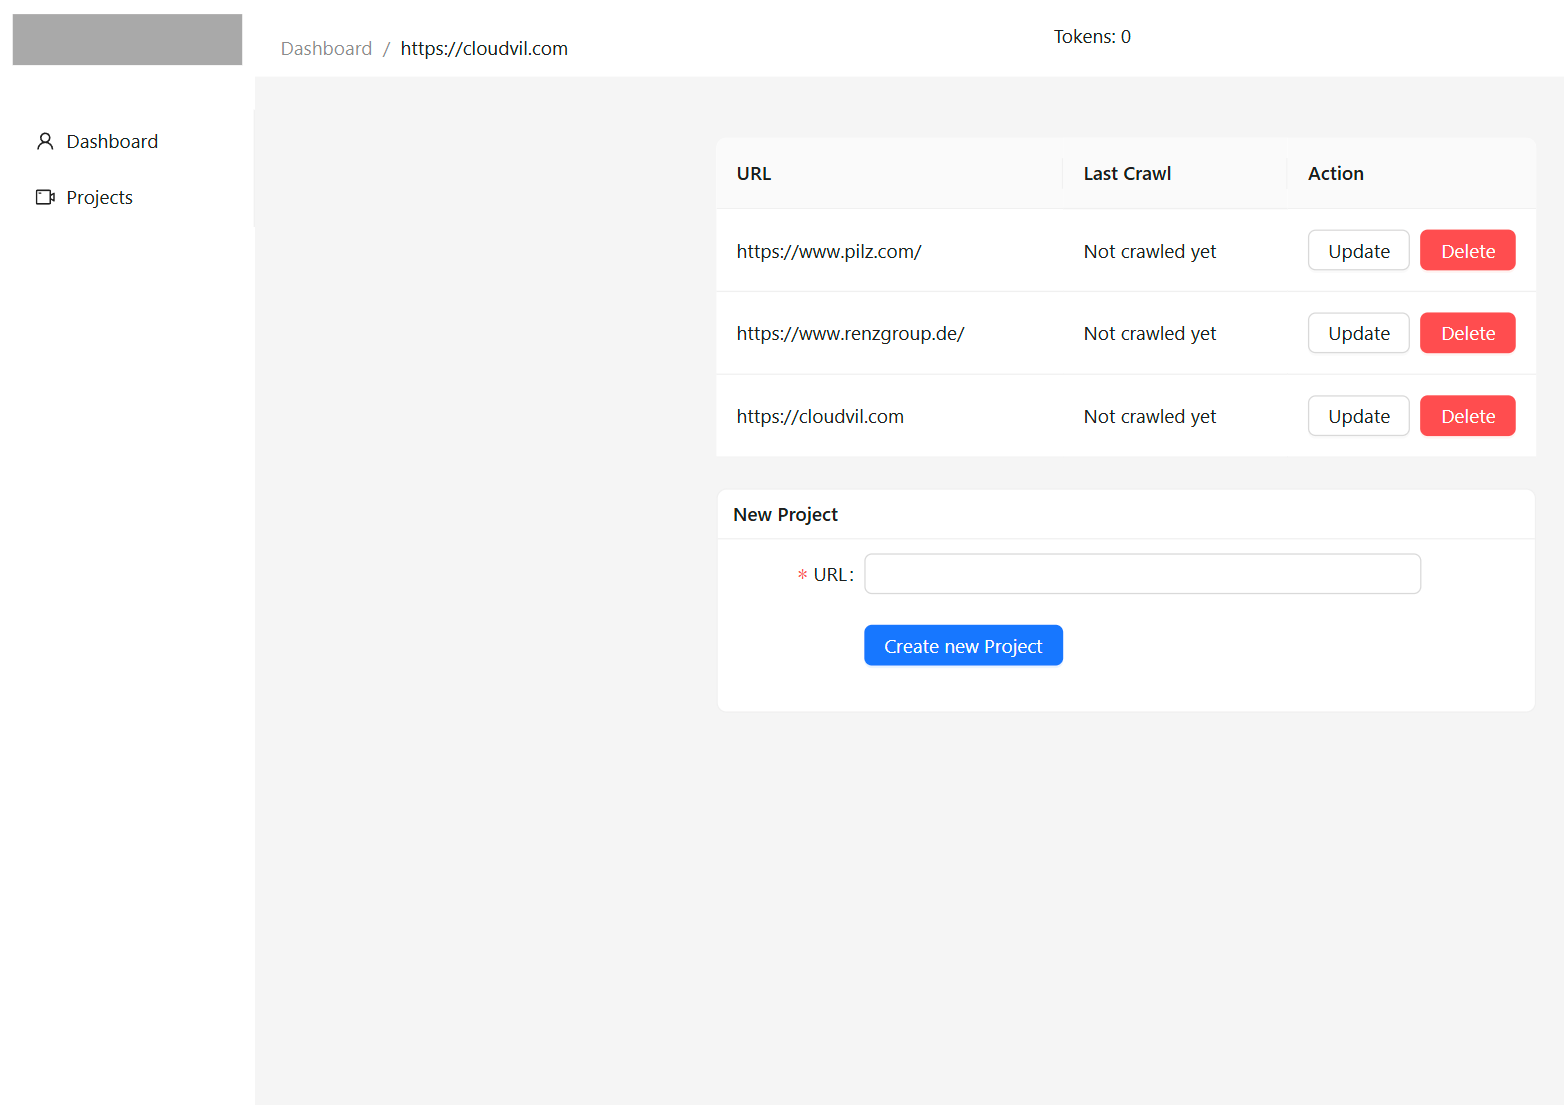 Dashboard / https://cloudvil.com
Tokens: 0
Dashboard
Projects
URL Last Crawl Action
https://www.pilz.com/ Not crawled yet Update Delete
https://www.renzgroup.de/ Not crawled yet Update Delete
https://cloudvil.com Not crawled yet Update Delete
New Project
* URL:
Create new Project